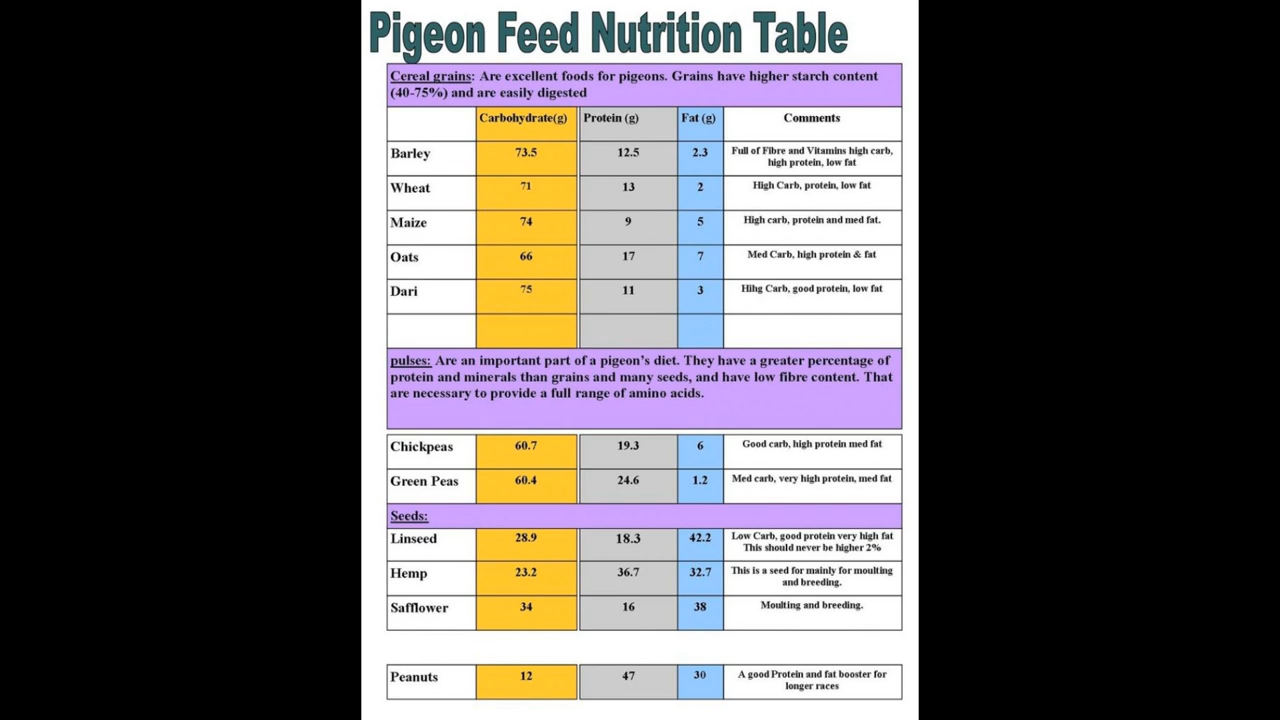 Pigeon Feed Nutrition Table
Cereal grains: Are excellent foods for pigeons. Grains have higher starch content
(40-75%) and are easily digested
Carbohydrate(g) Protein (g) Fat (g) Comments
Barley 73.5 12.5 2.3 Full of Fibre and Vitamins high carb,
high protein, low fat
Wheat 71 13 2 High Carb, protein, low fat
Maize 74 9 5 High carb, protein and med fat.
Oats 66 17 7 Med Carb, high protein & fat
Dari 75 11 3 Hihg Carb, good protein, low fat
pulses: Are an important part of a pigeon's diet. They have a greater percentage of
protein and minerals than grains and many seeds, and have low fibre content. That
are necessary to provide a full range of amino acids.
Chickpeas 60.7 19.3 6 Good carb, high protein med fat
Green Peas 60.4 24.6 1.2 Med carb, very high protein, med fat
Seeds:
Linseed 28.9 18.3 42.2 Low Carb, good protein very high fat
This should never be higher 2%
Hemp 23.2 36.7 32.7 This is a seed for mainly for moulting
and breeding.
Safflower 34 16 38 Moulting and breeding.
Peanuts 12 47 30 A good Protein and fat booster for
longer races